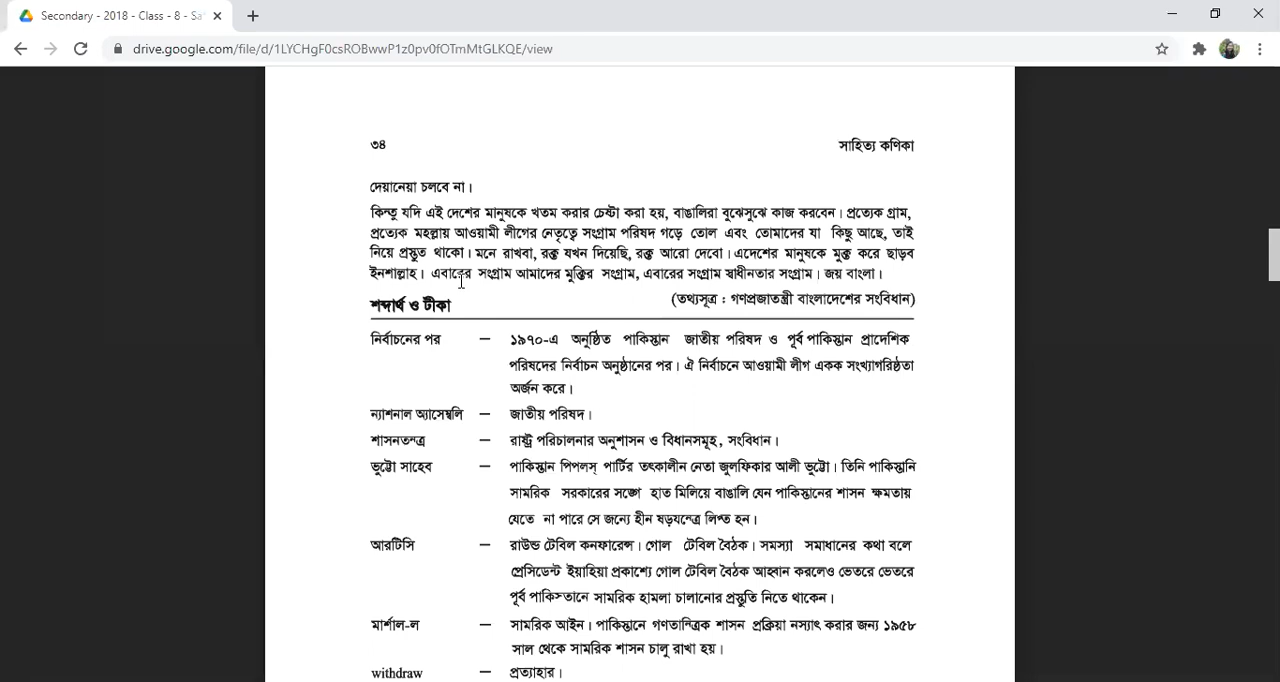 Secondary - 2018 - Class - 8 - Sa
drive.google.com/file/d/1LYCHgF0csROBwwP1z0pv0fOTmMtGLKQE/view
৩৪ সাহিত্য কণিকা
দেয়ানেয়া চলবে না।
কিন্তু যদি এই দেশের মানুষকে খতম করার চেষ্টা করা হয়, বাঙালিরা বুঝেসুঝে কাজ করবেন। প্রত্যেক গ্রাম,
প্রত্যেক মহল্লায় আওয়ামী লীগের নেতৃত্বে সংগ্রাম পরিষদ গড়ে তোল এবং তোমাদের যা কিছু আছে, তাই
নিয়ে প্রস্তুত থাকো। মনে রাখবা, রক্ত যখন দিয়েছি, রক্ত আরো দেবো। এদেশের মানুষকে মুক্ত করে ছাড়ব
ইনশাল্লাহ। এবারের সংগ্রাম আমাদের মুক্তির সংগ্রাম, এবারের সংগ্রাম স্বাধীনতার সংগ্রাম। জয় বাংলা।
(তথ্যসূত্র : গণপ্রজাতন্ত্রী বাংলাদেশের সংবিধান)
শব্দার্থ ও টীকা
নির্বাচনের পর — ১৯৭০-এ অনুষ্ঠিত পাকিস্তান জাতীয় পরিষদ ও পূর্ব পাকিস্তান প্রাদেশিক
পরিষদের নির্বাচন অনুষ্ঠানের পর। ঐ নির্বাচনে আওয়ামী লীগ একক সংখ্যাগরিষ্ঠতা
অর্জন করে।
ন্যাশনাল অ্যাসেম্বলি — জাতীয় পরিষদ।
শাসনতন্ত্র — রাষ্ট্র পরিচালনার অনুশাসন ও বিধানসমূহ, সংবিধান।
ভুট্টো সাহেব — পাকিস্তান পিপলস্ পার্টির তৎকালীন নেতা জুলফিকার আলী ভুট্টো। তিনি পাকিস্তানি
সামরিক সরকারের সঙ্গে হাত মিলিয়ে বাঙালি যেন পাকিস্তানের শাসন ক্ষমতায়
যেতে না পারে সে জন্যে হীন ষড়যন্ত্রে লিপ্ত হন।
আরটিসি — রাউন্ড টেবিল কনফারেন্স। গোল টেবিল বৈঠক। সমস্যা সমাধানের কথা বলে
প্রেসিডেন্ট ইয়াহিয়া প্রকাশ্যে গোল টেবিল বৈঠক আহ্বান করলেও ভেতরে ভেতরে
পূর্ব পাকিস্তানে সামরিক হামলা চালানোর প্রস্তুতি নিতে থাকেন।
মার্শাল-ল — সামরিক আইন। পাকিস্তানে গণতান্ত্রিক শাসন প্রক্রিয়া নস্যাৎ করার জন্য ১৯৫৮
সাল থেকে সামরিক শাসন চালু রাখা হয়।
withdraw — প্রত্যাহার।